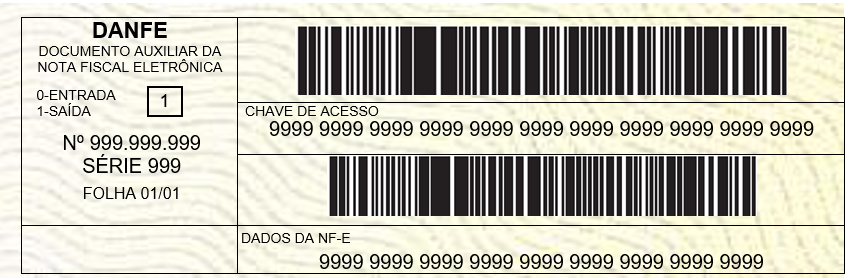 DANFE
DOCUMENTO AUXILIAR DA
NOTA FISCAL ELETRÔNICA
0-ENTRADA
1-SAÍDA
1
Nº 999.999.999
SÉRIE 999
FOLHA 01/01
CHAVE DE ACESSO
9999 9999 9999 9999 9999 9999 9999 9999 9999 9999 9999
DADOS DA NF-E
9999 9999 9999 9999 9999 9999 9999 9999 9999